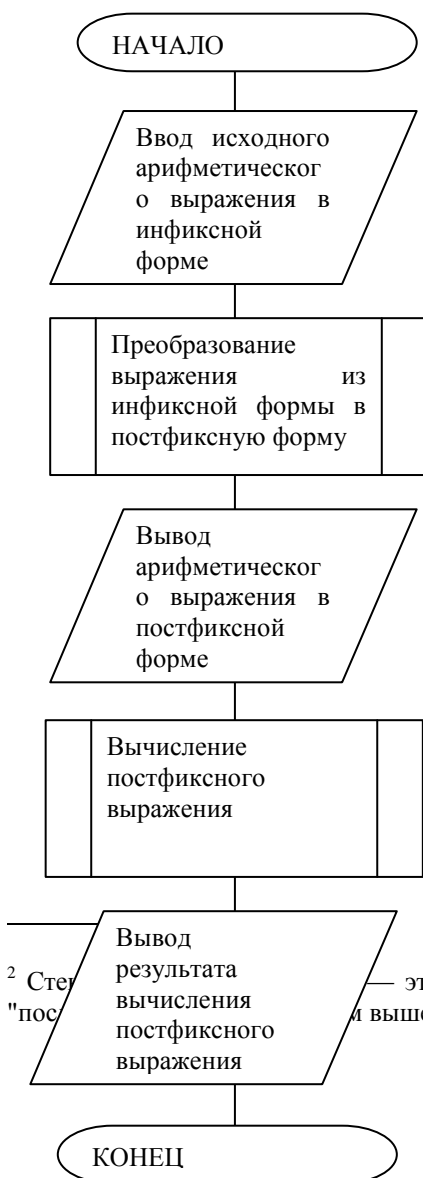 НАЧАЛО
Ввод исходного
арифметическог
о выражения в
инфиксной
форме
Преобразование
выражения из
инфиксной формы в
постфиксную форму
Вывод
арифметическог
о выражения в
постфиксной
форме
Вычисление
постфиксного
выражения
Вывод
результата
вычисления
постфиксного
выражения
2 —
КОНЕЦ